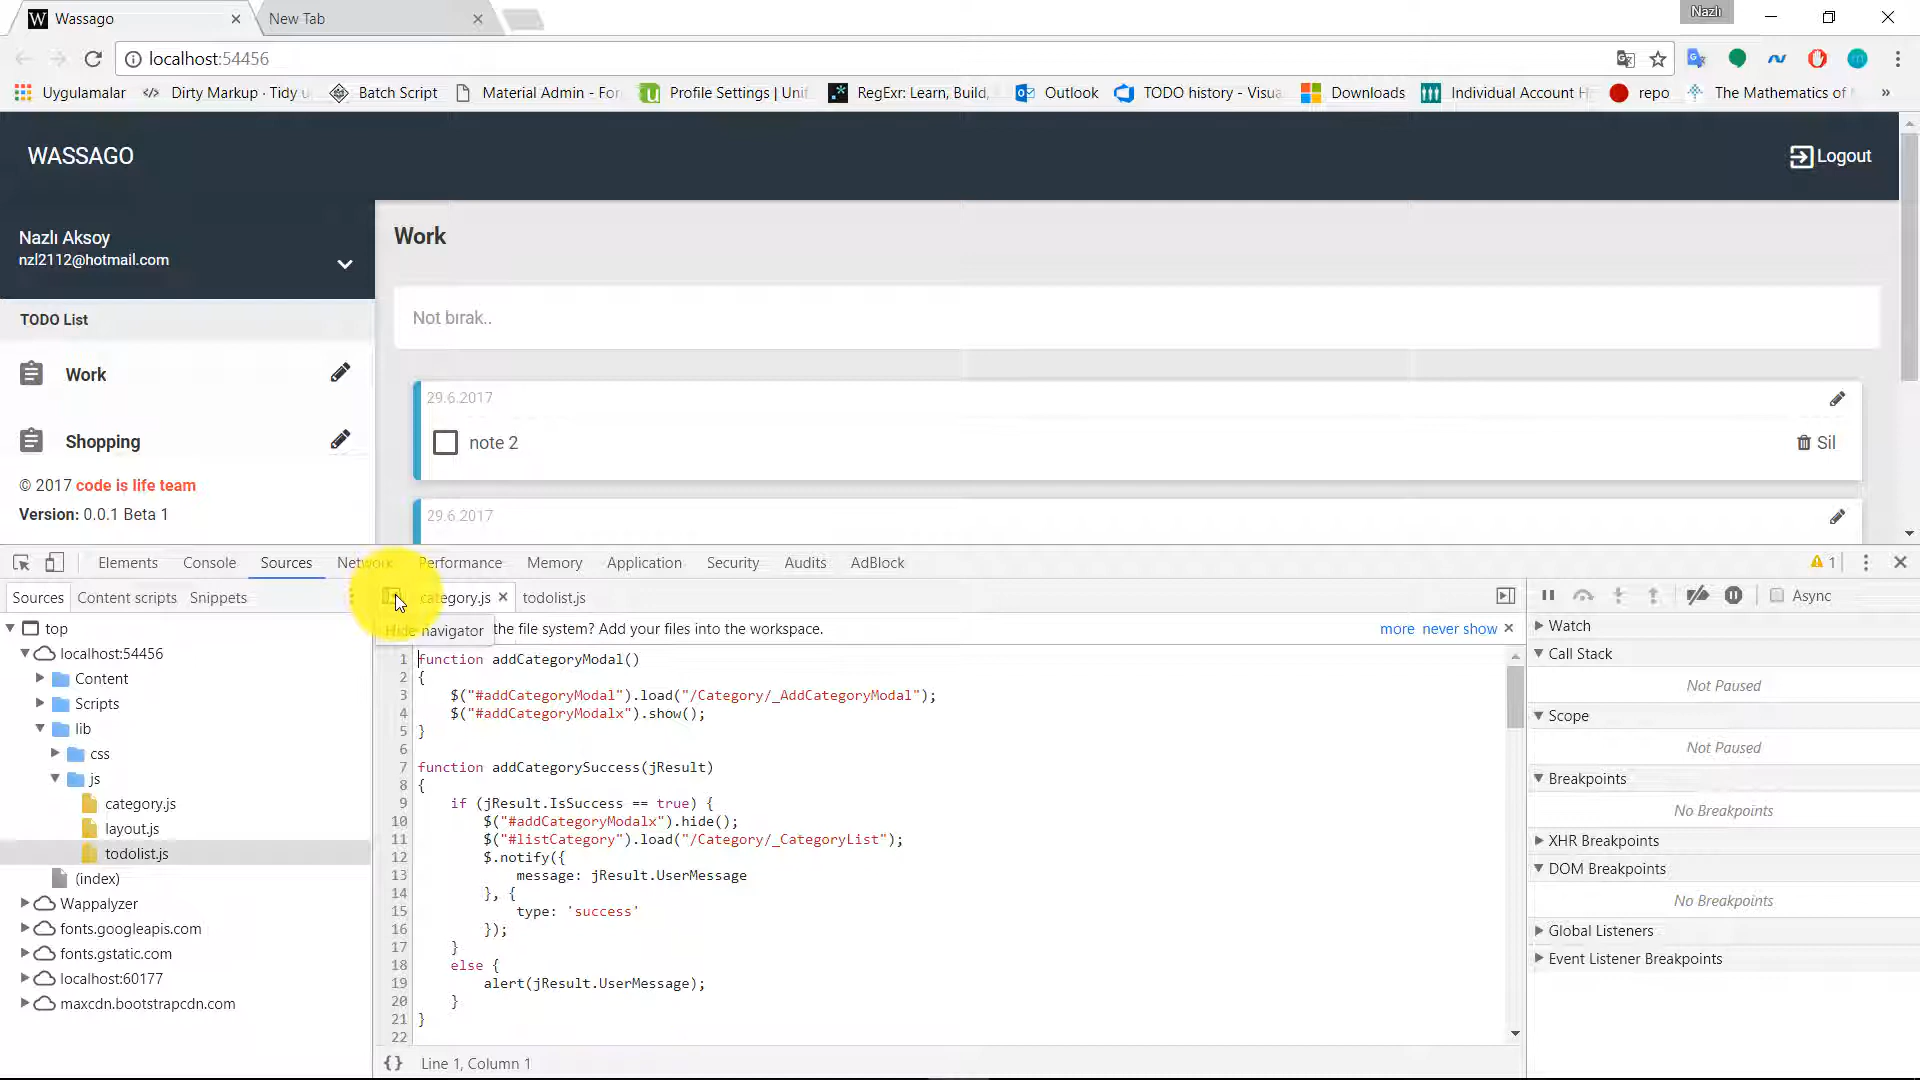 Wassago
New Tab
Nazlı
localhost:54456
Uygulamalar
Dirty Markup · Tidy u
Batch Script
Material Admin - For
Profile Settings | Unif
RegExr: Learn, Build,
Outlook
TODO history - Visua
Downloads
Individual Account H
repo
The Mathematics of
»
WASSAGO
Logout
Nazlı Aksoy
nzl2112@hotmail.com
TODO List
Work
Shopping
© 2017 code is life team
Version: 0.0.1 Beta 1
Work
Not bırak..
29.6.2017
note 2
Sil
29.6.2017
Elements
Console
Sources
Network
Performance
Memory
Application
Security
Audits
AdBlock
1
Sources
Content scripts
Snippets
category.js
todolist.js
Async
Hide navigator
the file system? Add your files into the workspace.
more
never show
top
localhost:54456
Content
Scripts
lib
css
js
category.js
layout.js
todolist.js
(index)
Wappalyzer
fonts.googleapis.com
fonts.gstatic.com
localhost:60177
maxcdn.bootstrapcdn.com
1 function addCategoryModal()
2 {
3 $("#addCategoryModal").load("/Category/_AddCategoryModal");
4 $("#addCategoryModalx").show();
5 }
6
7 function addCategorySuccess(jResult)
8 {
9 if (jResult.IsSuccess == true) {
10 $("#addCategoryModalx").hide();
11 $("#listCategory").load("/Category/_CategoryList");
12 $.notify({
13 message: jResult.UserMessage
14 }, {
15 type: 'success'
16 });
17 }
18 else {
19 alert(jResult.UserMessage);
20 }
21 }
22
{} Line 1, Column 1
Watch
Call Stack
Not Paused
Scope
Not Paused
Breakpoints
No Breakpoints
XHR Breakpoints
DOM Breakpoints
No Breakpoints
Global Listeners
Event Listener Breakpoints